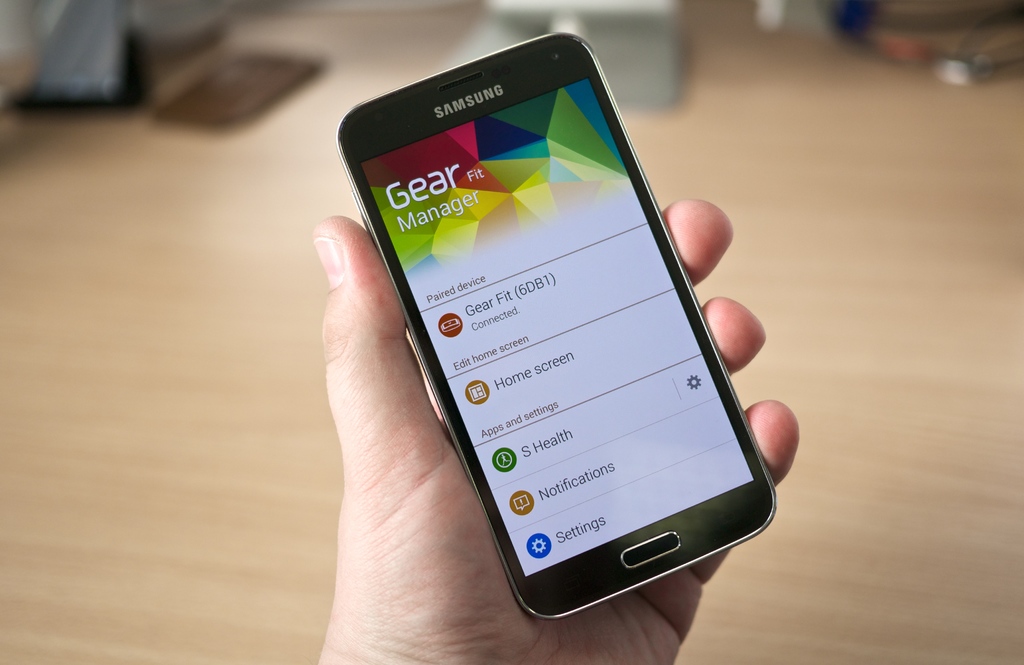 SAMSUNG
Gear Fit
Manager
Paired device
Gear Fit (6DB1)
Connected.
Edit home screen
Home screen
Apps and settings
S Health
Notifications
Settings